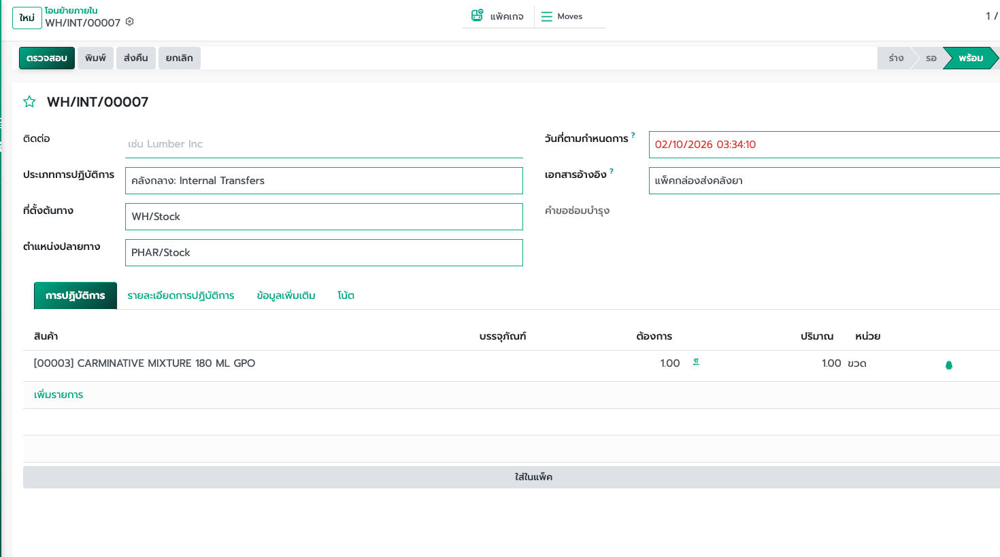 ใหม่
โอนย้ายภายใน
WH/INT/00007
แพ็คเกจ
Moves
1 /
ตรวจสอบ พิมพ์ ส่งคืน ยกเลิก
ร่าง รอ พร้อม
WH/INT/00007
ติดต่อ เช่น Lumber Inc
วันที่ตามกำหนดการ ? 02/10/2026 03:34:10
ประเภทการปฏิบัติการ คลังกลาง: Internal Transfers
เอกสารอ้างอิง ? แพ็คกล่องส่งคลังยา
ที่ตั้งต้นทาง WH/Stock
คำขอซ่อมบำรุง
ตำแหน่งปลายทาง PHAR/Stock
การปฏิบัติการ รายละเอียดการปฏิบัติการ ข้อมูลเพิ่มเติม โน้ต
สินค้า บรรจุภัณฑ์ ต้องการ ปริมาณ หน่วย
[00003] CARMINATIVE MIXTURE 180 ML GPO 1.00 1.00 ขวด
เพิ่มรายการ
ใส่ในแพ็ค